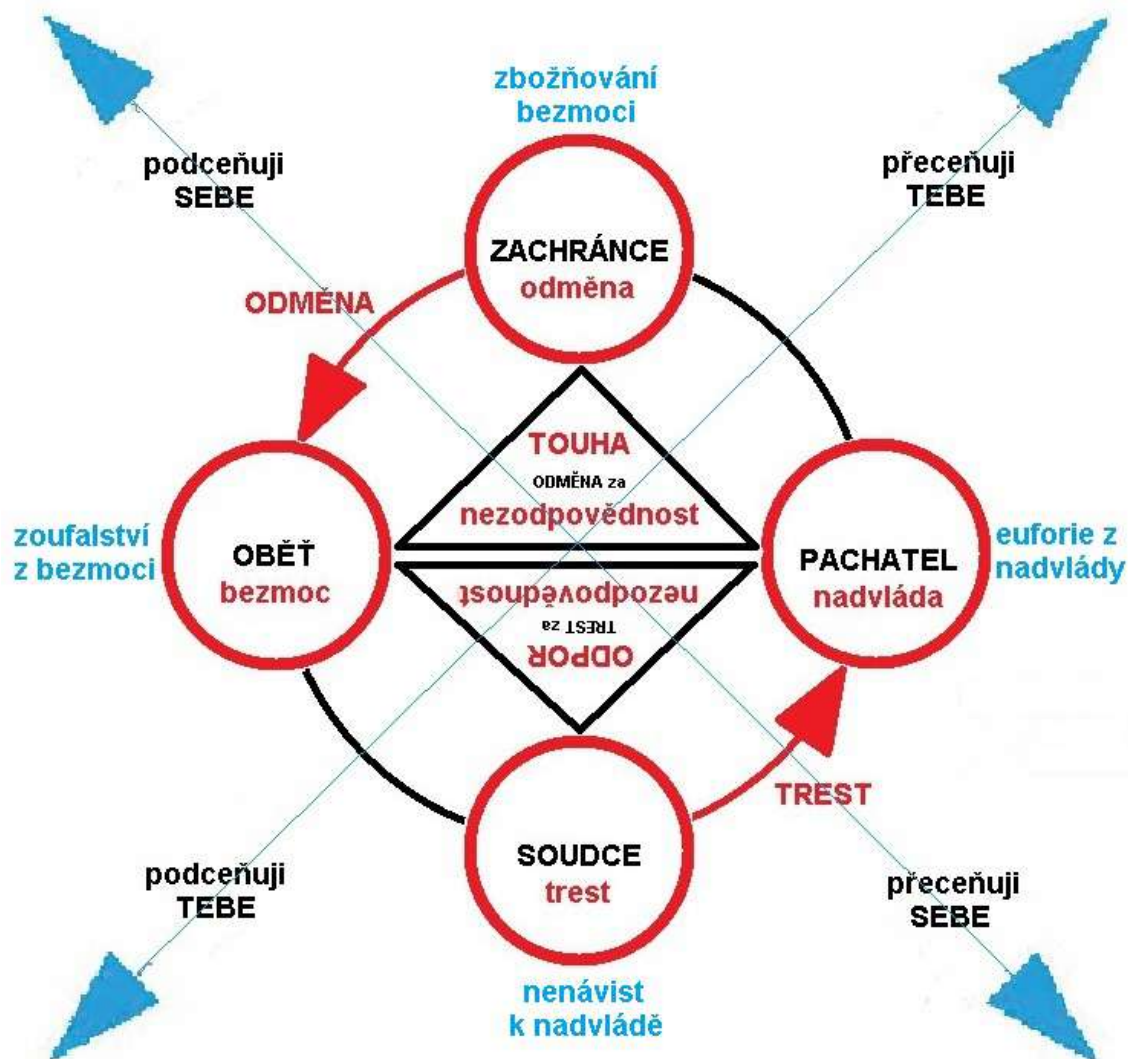 zbožňování
bezmoci
podceňuji
SEBE
přeceňuji
TEBE
ZACHRÁNCE
odměna
ODMĚNA
TOUHA
ODMĚNA za
nezodpovědnost
zoufalství
z bezmoci
OBĚŤ
bezmoc
PACHATEL
nadvláda
euforie z
nadvlády
nezodpovědnost
TREST za
ODPOR
TREST
SOUDCE
trest
podceňuji
TEBE
přeceňuji
SEBE
nenávist
k nadvládě